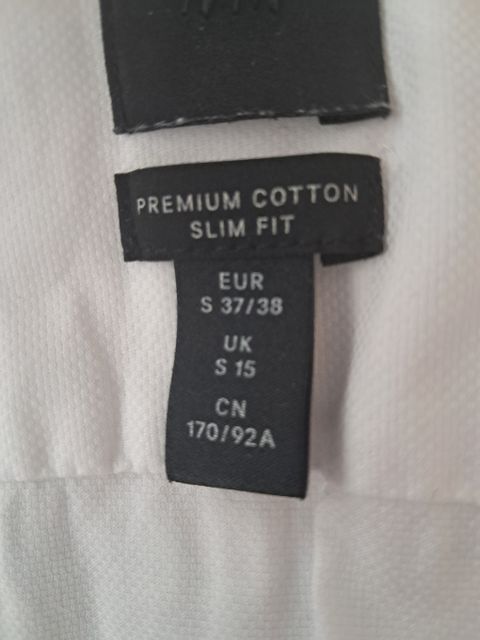 PREMIUM COTTON
SLIM FIT
EUR
S 37/38
UK
S 15
CN
170/92A